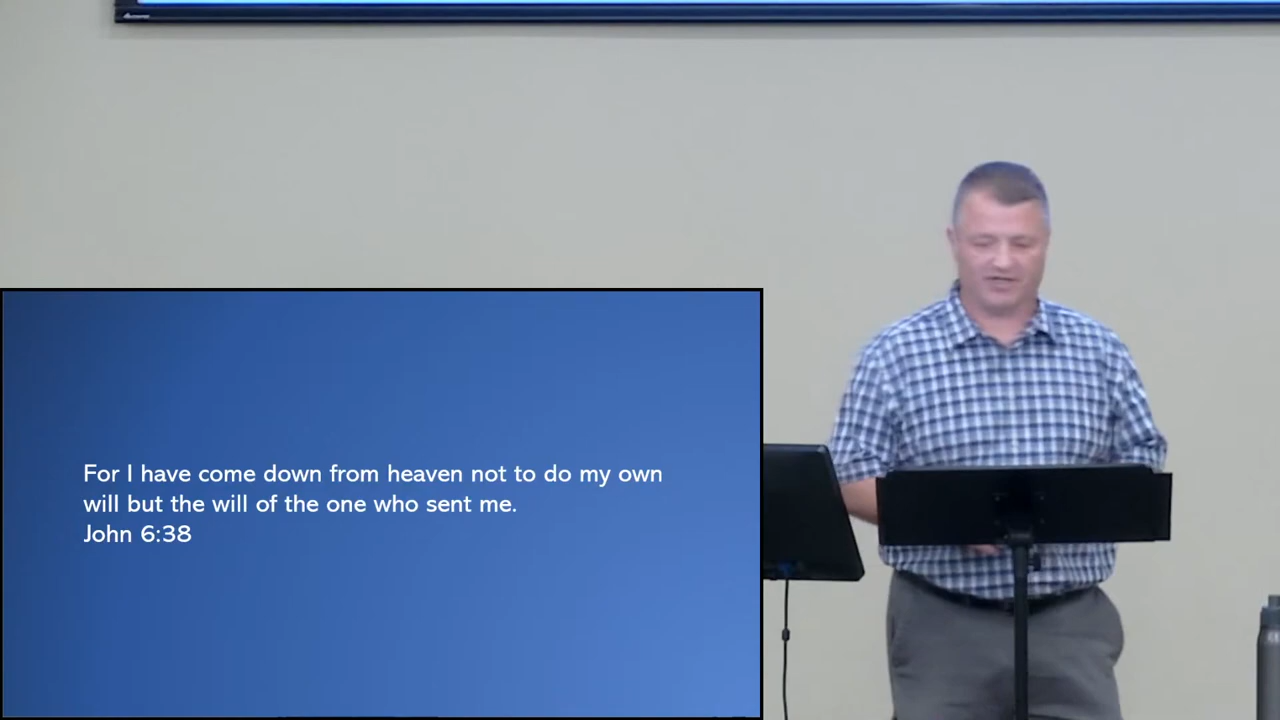 For I have come down from heaven not to do my own
will but the will of the one who sent me.
John 6:38